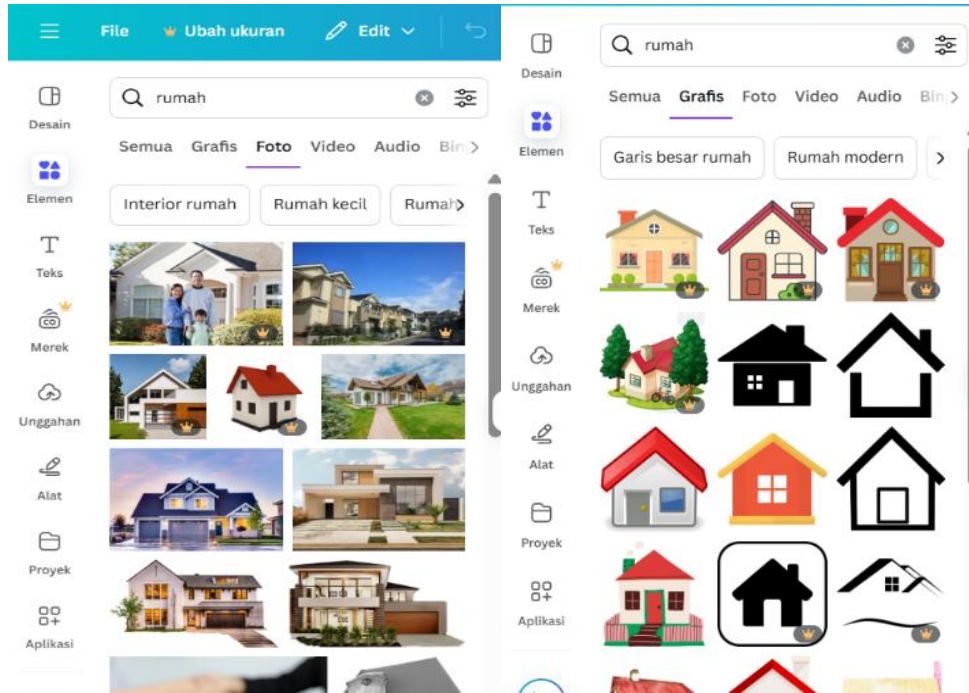 File
Ubah ukuran
Edit
rumah
Desain
Semua Grafis Foto Video Audio
Elemen
Interior rumah
Rumah kecil
Rumah
Teks
Merek
Unggahan
Alat
Proyek
Aplikasi
rumah
Desain
Semua Grafis Foto Video Audio
Elemen
Garis besar rumah
Rumah modern
Teks
CO
Merek
Unggahan
Alat
Proyek
Aplikasi